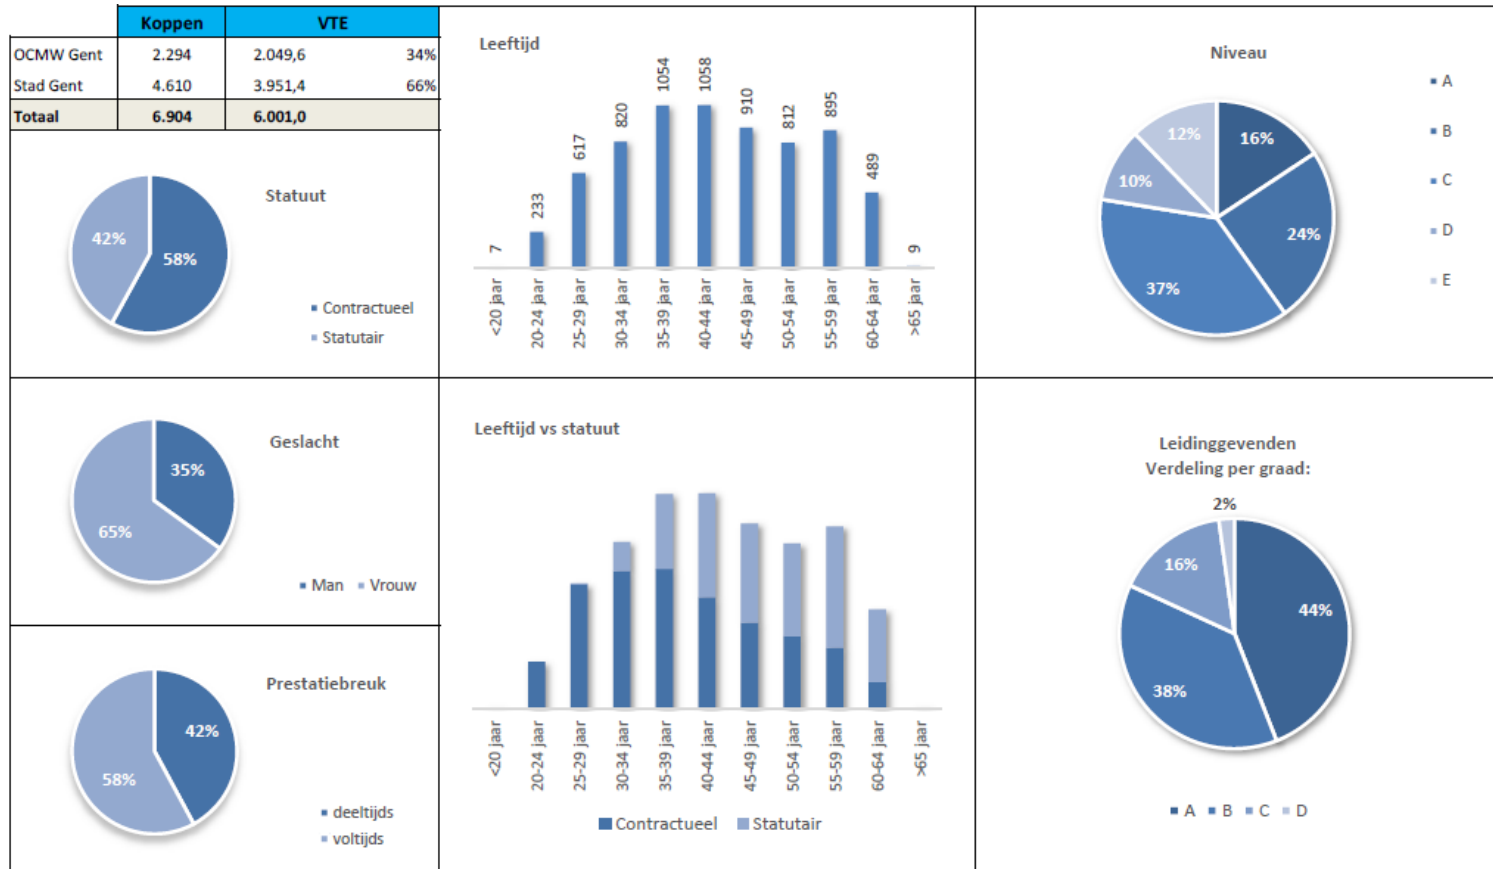 Koppen VTE
OCMW Gent 2.294 2.049,6 34%
Stad Gent 4.610 3.951,4 66%
Totaal 6.904 6.001,0
Statuut
42%
58%
Contractueel
Statutair
Geslacht
35%
65%
Man Vrouw
Prestatiebreuk
42%
58%
deeltijds
voltijds
Leeftijd
7 233 617 820 1054 1058 910 812 895 489 9
<20 jaar 20-24 jaar 25-29 jaar 30-34 jaar 35-39 jaar 40-44 jaar 45-49 jaar 50-54 jaar 55-59 jaar 60-64 jaar >65 jaar
Leeftijd vs statuut
<20 jaar 20-24 jaar 25-29 jaar 30-34 jaar 35-39 jaar 40-44 jaar 45-49 jaar 50-54 jaar 55-59 jaar 60-64 jaar >65 jaar
Contractueel Statutair
Niveau
12%
16%
10%
24%
37%
A
B
C
D
E
Leidinggevenden
Verdeling per graad:
2%
16%
44%
38%
A B C D